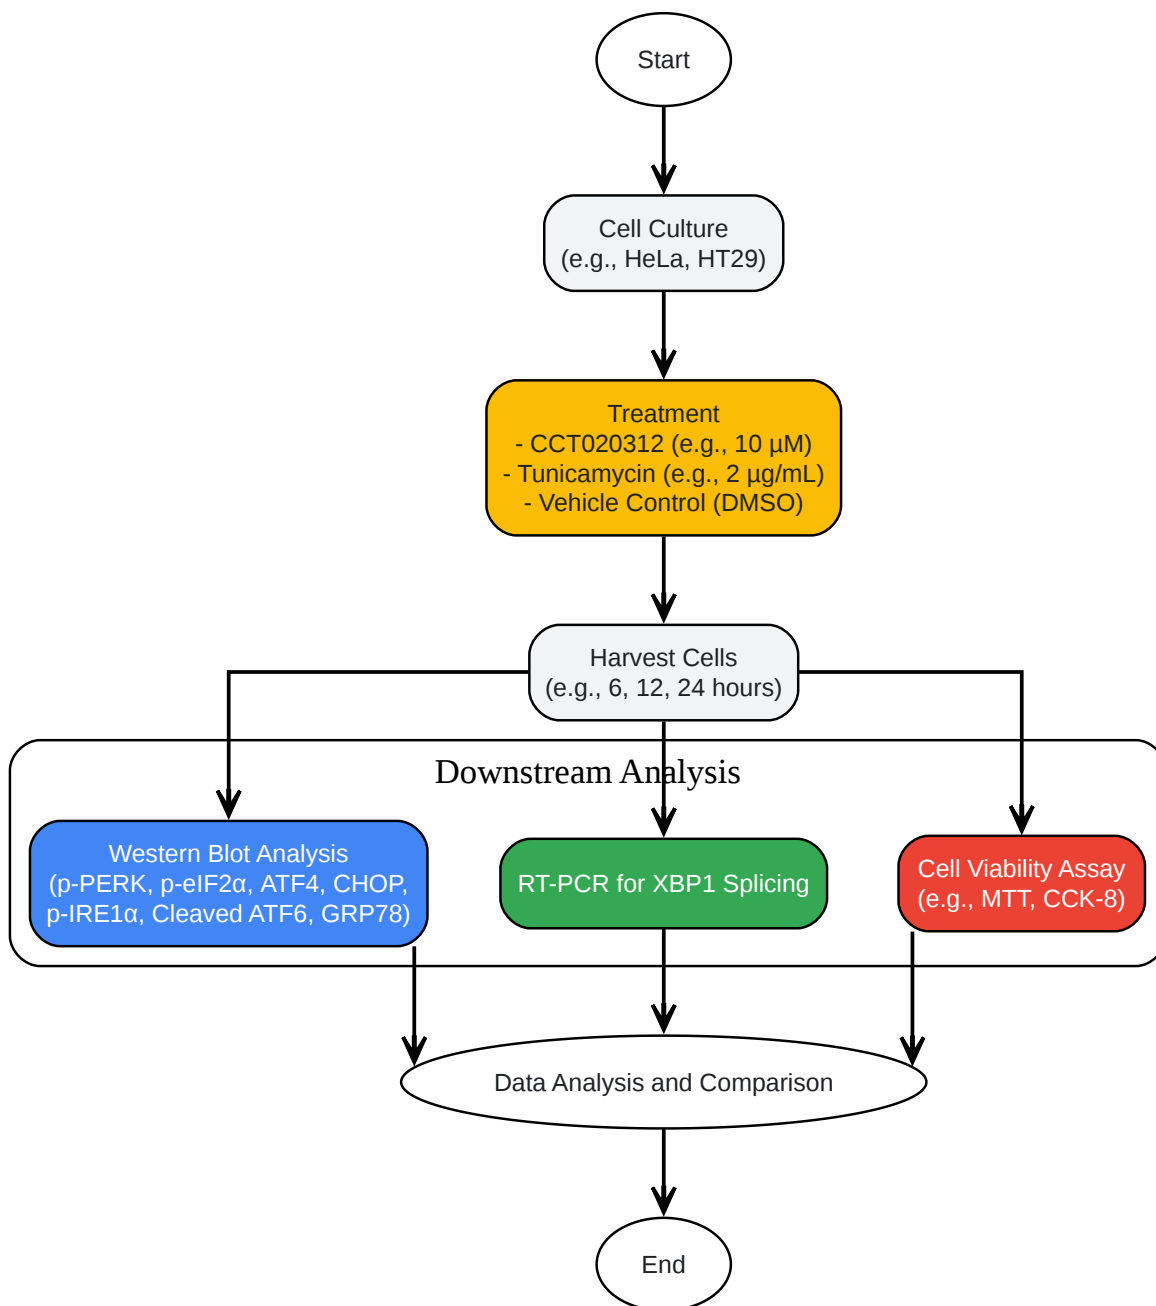 Start
Cell Culture
(e.g., HeLa, HT29)
Treatment
- CCT020312 (e.g., 10 µM)
- Tunicamycin (e.g., 2 µg/mL)
- Vehicle Control (DMSO)
Harvest Cells
(e.g., 6, 12, 24 hours)
Downstream Analysis
Western Blot Analysis
(p-PERK, p-eIF2α, ATF4, CHOP,
p-IRE1α, Cleaved ATF6, GRP78)
RT-PCR for XBP1 Splicing
Cell Viability Assay
(e.g., MTT, CCK-8)
Data Analysis and Comparison
End